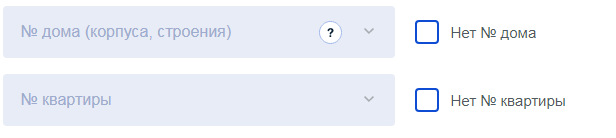 № дома (корпуса, строения) ? Нет № дома
№ квартиры Нет № квартиры